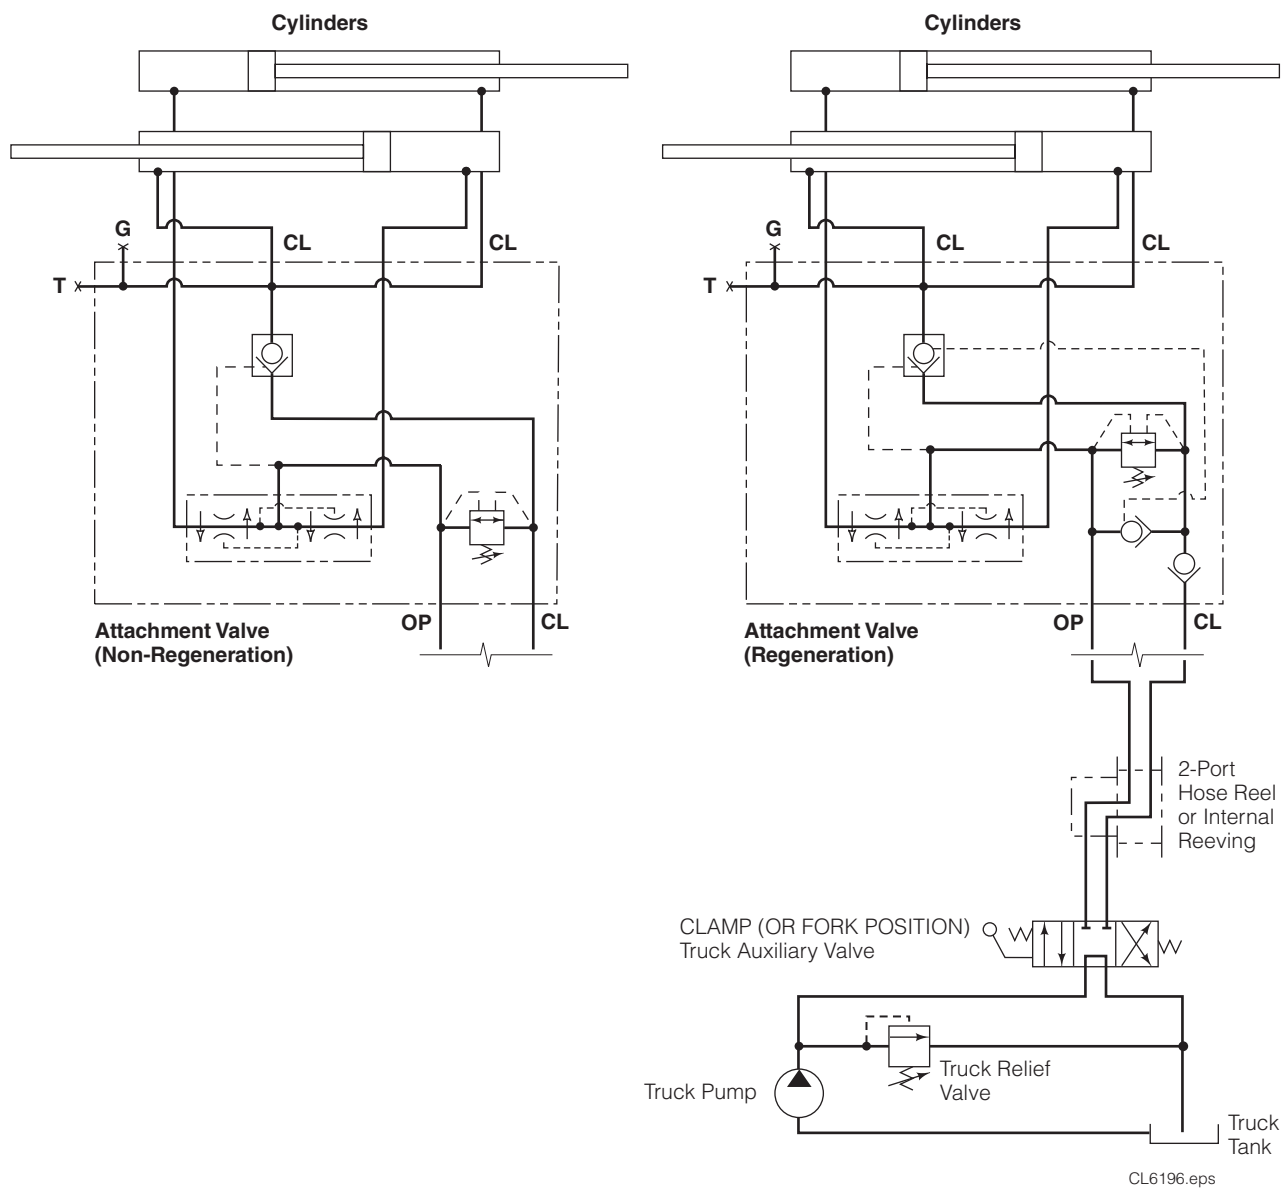 Cylinders
Cylinders
G
CL
CL
T
G
CL
CL
T
OP
CL
Attachment Valve
(Non-Regeneration)
OP
CL
Attachment Valve
(Regeneration)
2-Port
Hose Reel
or Internal
Reeving
CLAMP (OR FORK POSITION)
Truck Auxiliary Valve
Truck Relief
Valve
Truck Pump
Truck
Tank
CL6196.eps